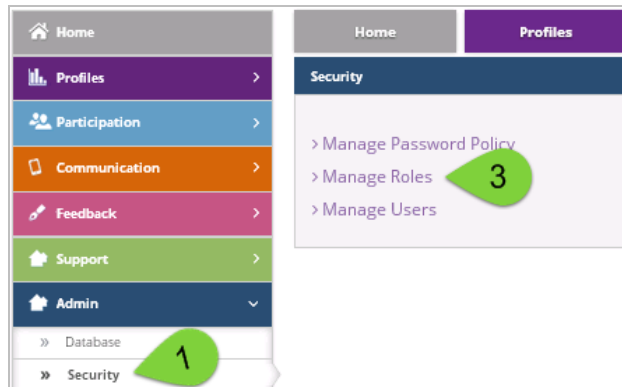 Home
Profiles
Participation
Communication
Feedback
Support
Admin
» Database
» Security
1
Home
Profiles
Security
> Manage Password Policy
> Manage Roles
3
> Manage Users